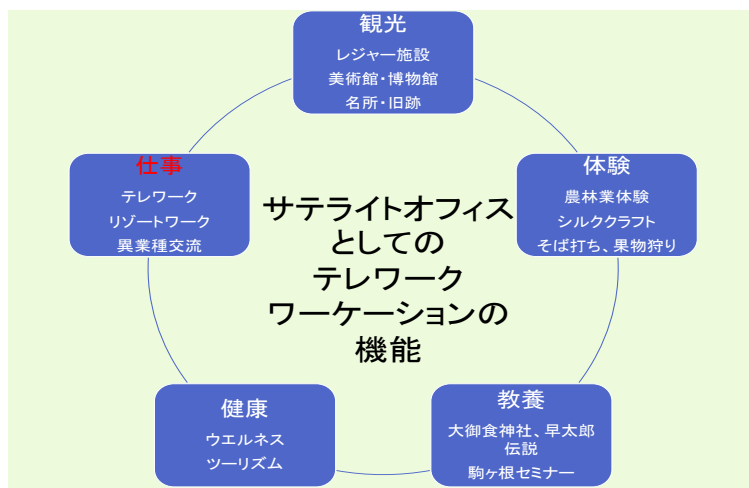 観光
レジャー施設
美術館・博物館
名所・旧跡
仕事
テレワーク
リゾートワーク
異業種交流
体験
農林業体験
シルククラフト
そば打ち、果物狩り
サテライトオフィス
としての
テレワーク
ワーケーションの
機能
健康
ウエルネス
ツーリズム
教養
大御食神社、早太郎
伝説
駒ヶ根セミナー